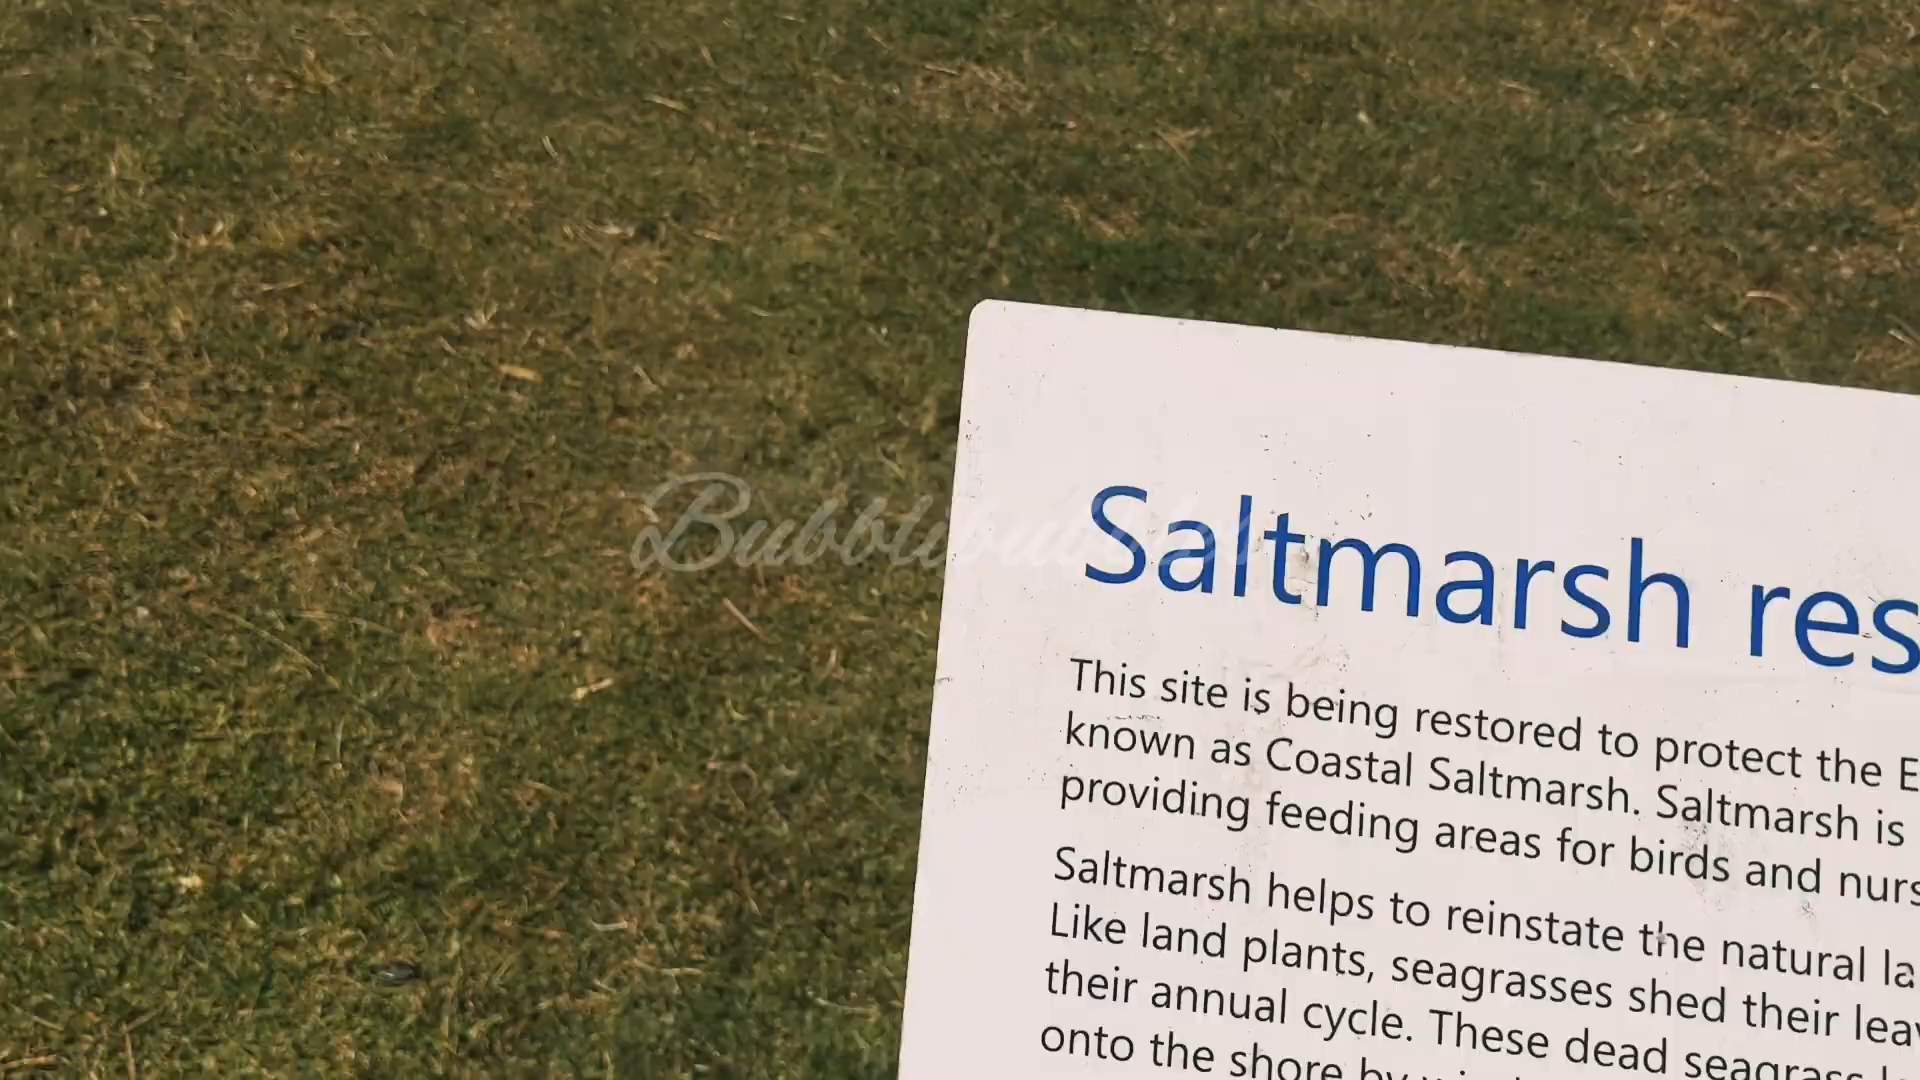 Saltmarsh res
This site is being restored to protect the E
known as Coastal Saltmarsh. Saltmarsh is
providing feeding areas for birds and nurs
Saltmarsh helps to reinstate the natural la
Like land plants, seagrasses shed their leav
their annual cycle. These dead seagrass
onto the shore by